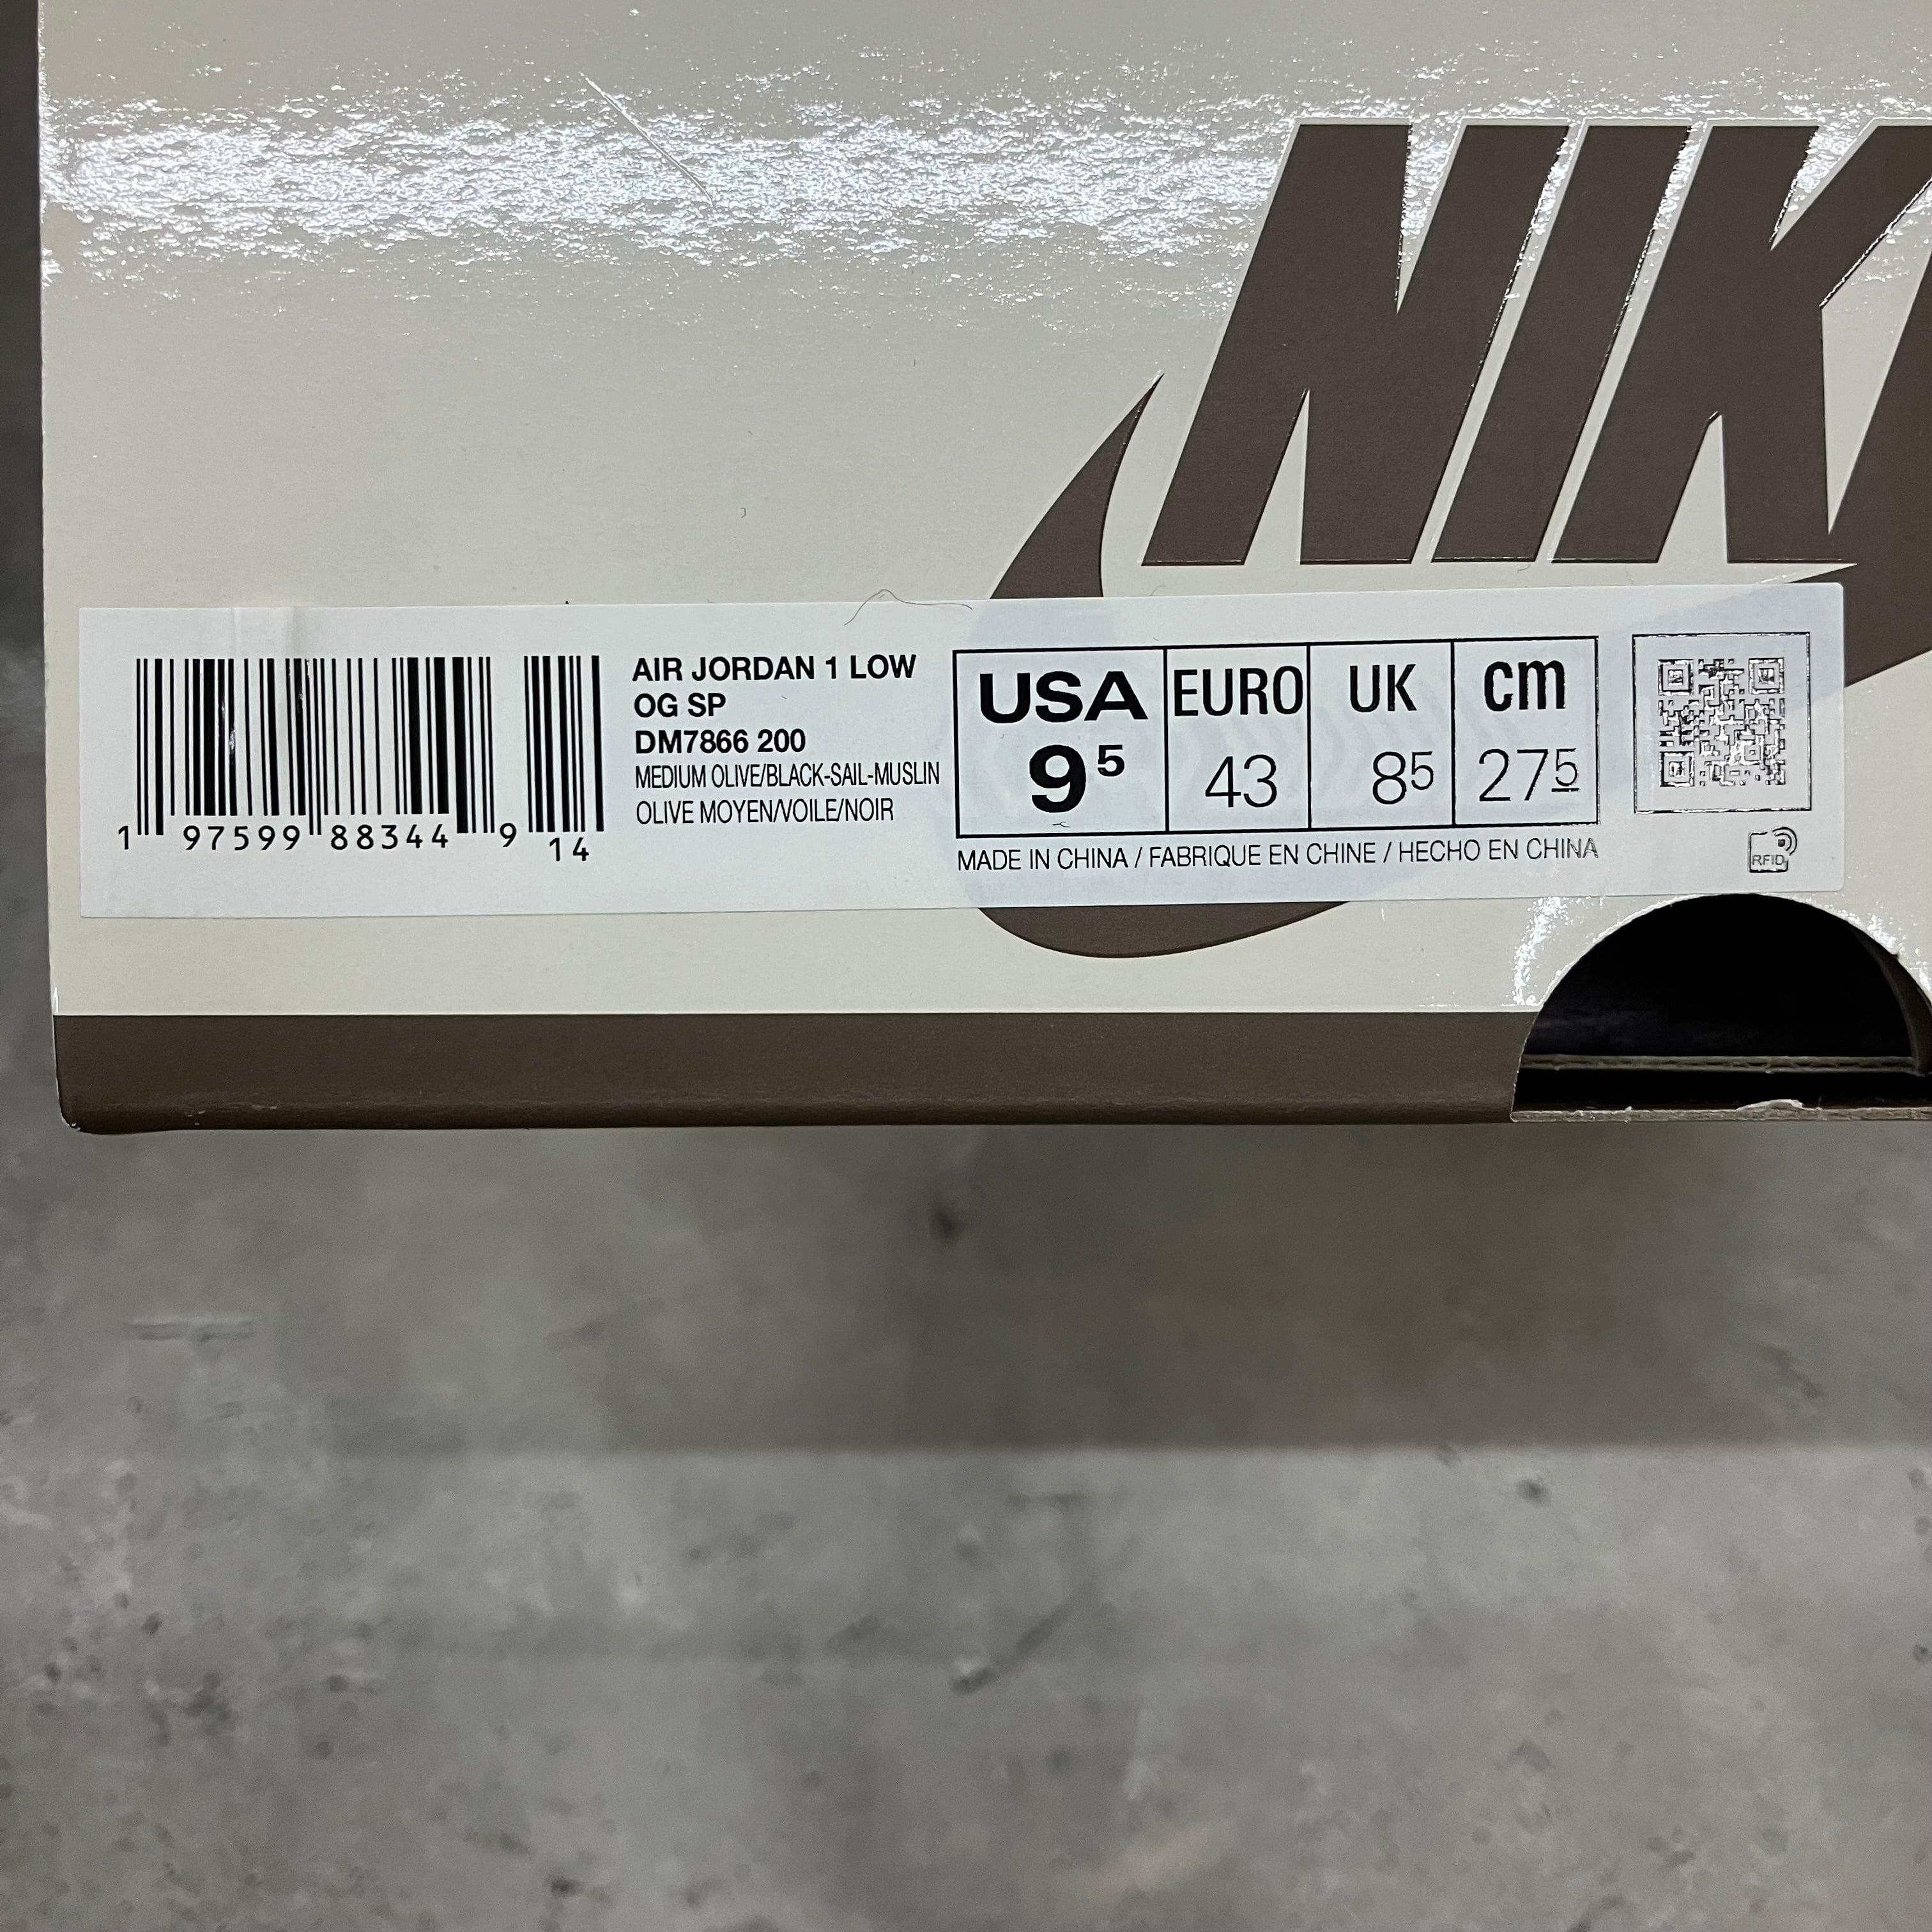 NIK
AIR JORDAN 1 LOW
OG SP
DM7866 200
MEDIUM OLIVE/BLACK-SAIL-MUSLIN
OLIVE MOYEN/VOILE/NOIR
1 97599 88344 9 14
USA EURO UK cm
9⁵ 43 8⁵ 27⁵
MADE IN CHINA / FABRIQUE EN CHINE / HECHO EN CHINA
RFID